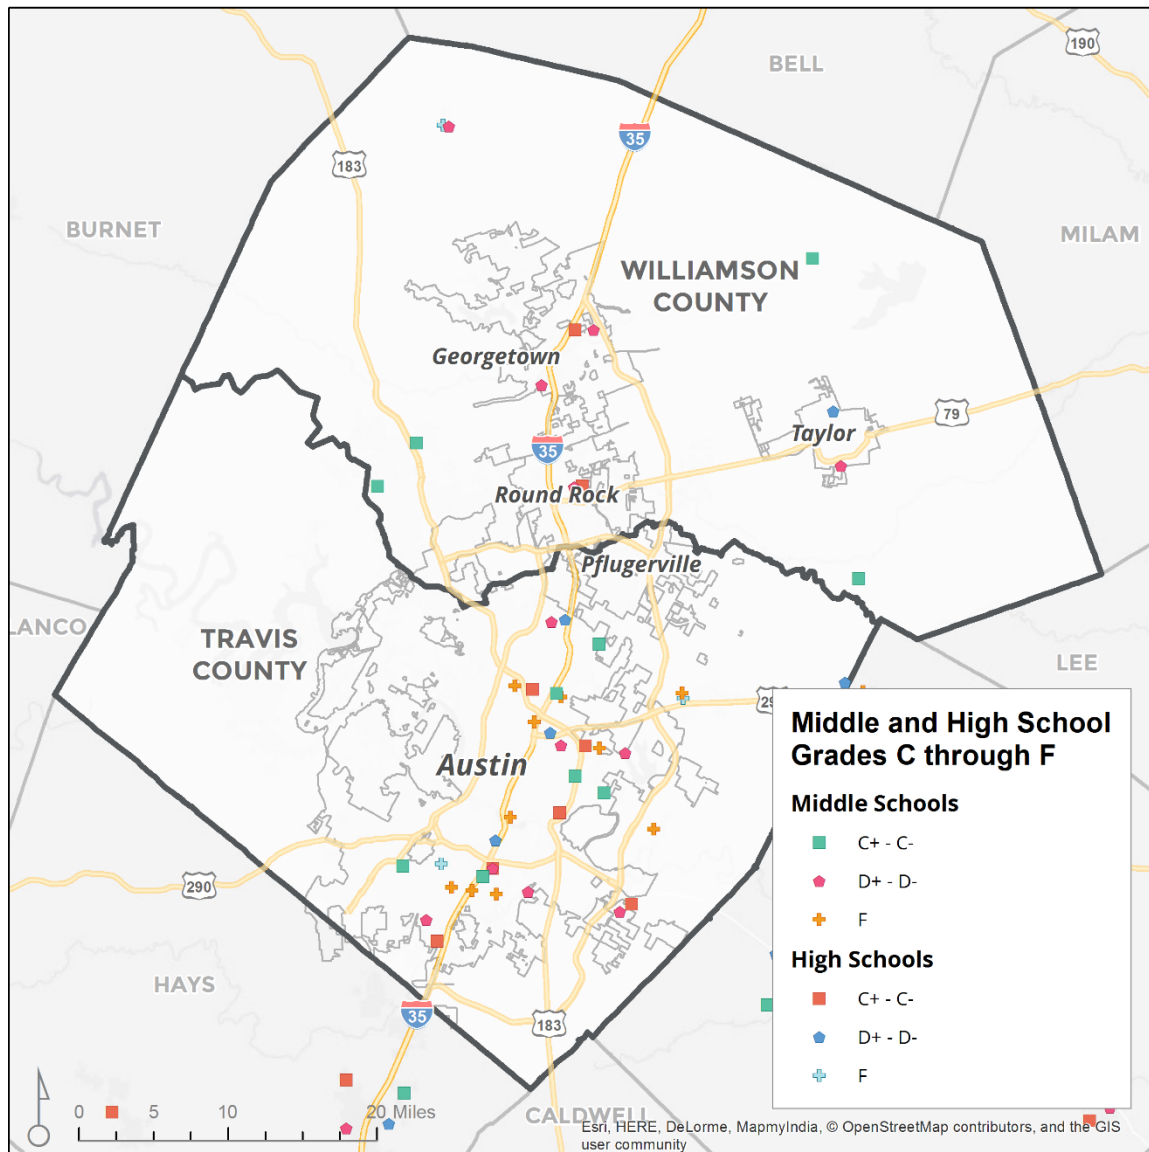 190
BELL
35
183
BURNET
MILAM
WILLIAMSON
COUNTY
Georgetown
79
Taylor
35
Round Rock
Pflugerville
LANCO
TRAVIS
COUNTY
LEE
29
Middle and High School
Grades C through F
Austin
Middle Schools
C+ - C-
D+ - D-
290
F
High Schools
HAYS
C+ - C-
35
183
D+ - D-
F
0 5 10 20 Miles
CALDWELL
Esri, HERE, DeLorme, MapmyIndia, © OpenStreetMap contributors, and the GIS
user community